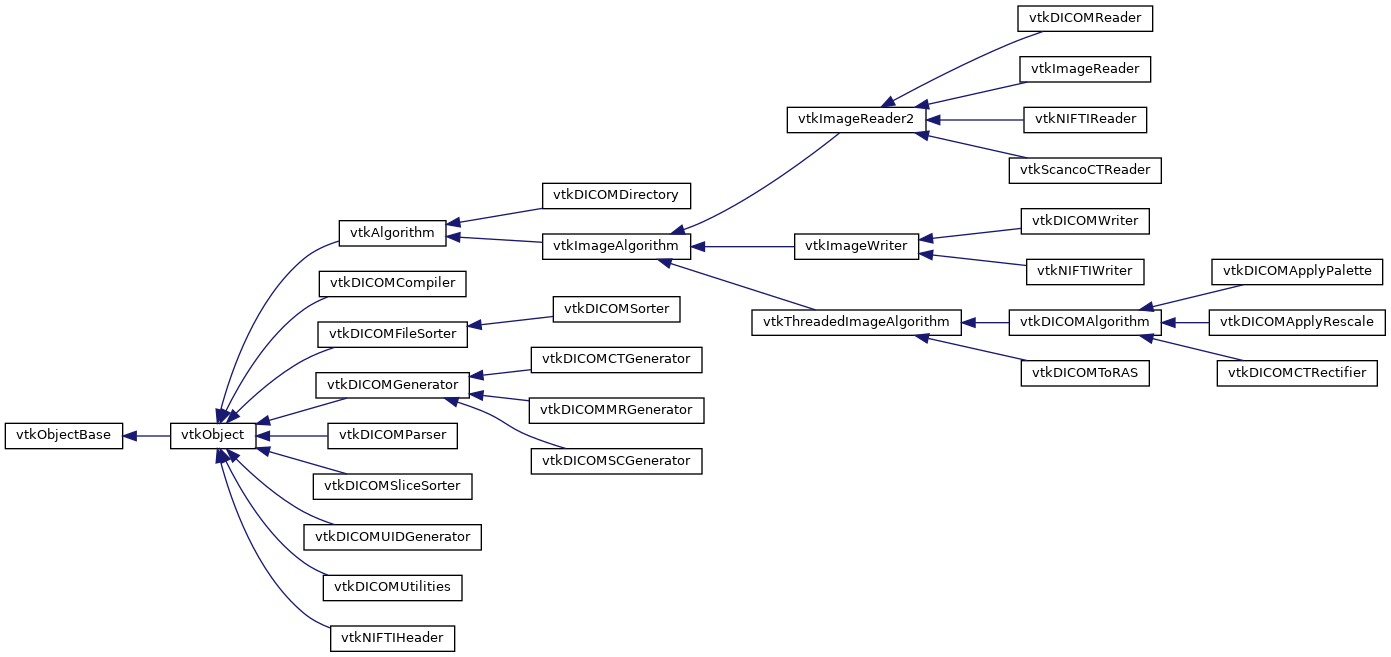 vtkDICOMReader
vtkImageReader
vtkImageReader2
vtkNIFTIReader
vtkScancoCTReader
vtkDICOMDirectory
vtkAlgorithm
vtkDICOMWriter
vtkImageAlgorithm
vtkImageWriter
vtkNIFTIWriter
vtkDICOMApplyPalette
vtkDICOMCompiler
vtkDICOMSorter
vtkThreadedImageAlgorithm
vtkDICOMAlgorithm
vtkDICOMApplyRescale
vtkDICOMFileSorter
vtkDICOMCTGenerator
vtkDICOMToRAS
vtkDICOMCTRectifier
vtkDICOMGenerator
vtkDICOMMRGenerator
vtkObjectBase
vtkObject
vtkDICOMParser
vtkDICOMSCGenerator
vtkDICOMSliceSorter
vtkDICOMUIDGenerator
vtkDICOMUtilities
vtkNIFTIHeader